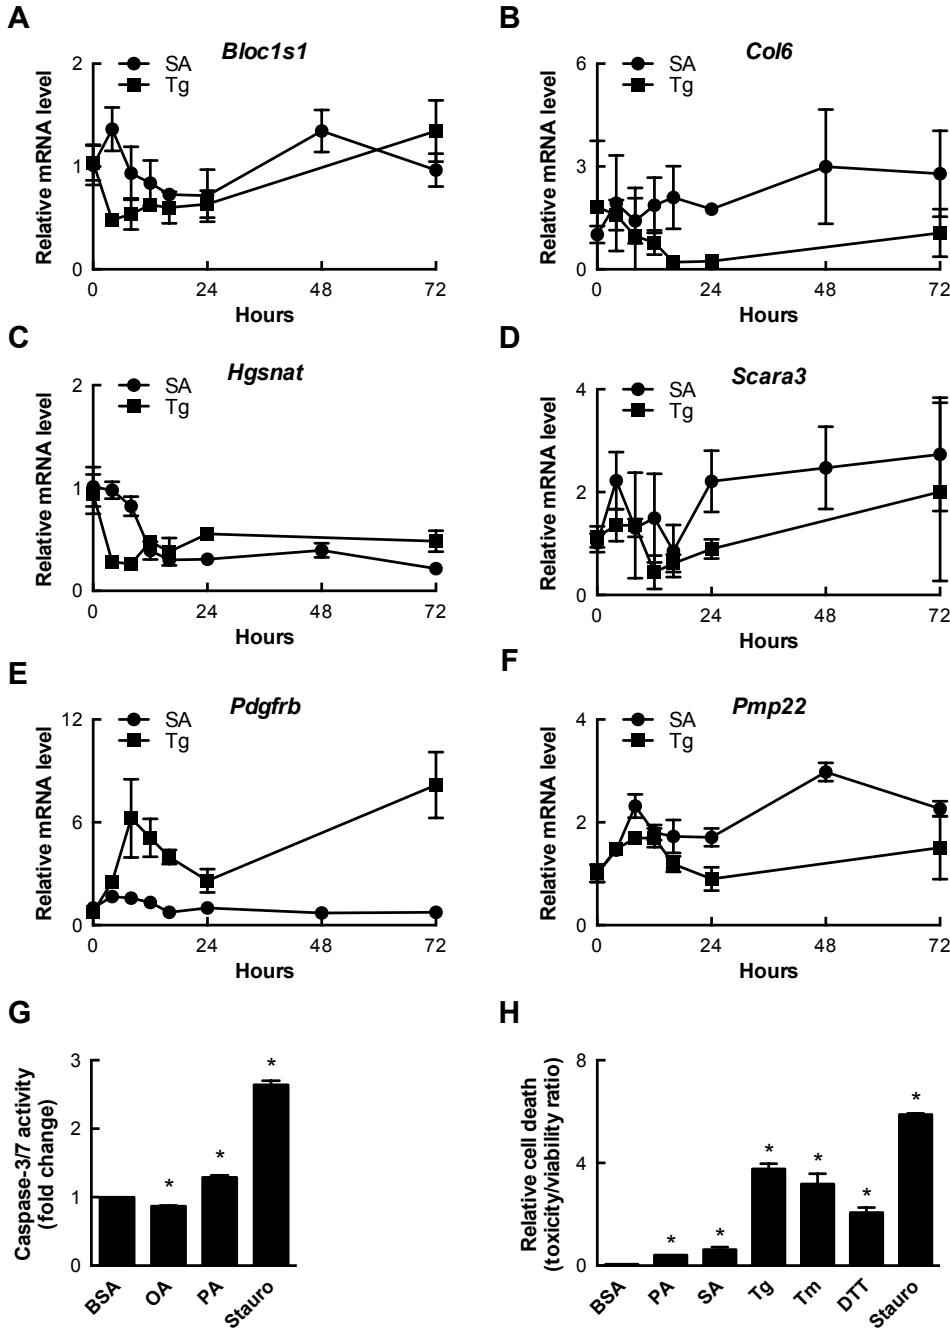 A
Bloc1s1
SA
Tg
Relative mRNA level
2
1
0
0 24 48 72
Hours
B
Col6
SA
Tg
Relative mRNA level
6
3
0
0 24 48 72
Hours
C
Hgsnat
SA
Tg
Relative mRNA level
2
1
0
0 24 48 72
Hours
D
Scara3
SA
Tg
Relative mRNA level
4
2
0
0 24 48 72
Hours
E
Pdgfrb
SA
Tg
Relative mRNA level
12
6
0
0 24 48 72
Hours
F
Pmp22
SA
Tg
Relative mRNA level
4
2
0
0 24 48 72
Hours
G
Caspase-3/7 activity
(fold change)
3
2
1
0
* * *
BSA OA PA Stauro
H
Relative cell death
(toxicity/viability ratio)
8
4
0
* * * * * *
BSA PA SA Tg Tm DTT Stauro